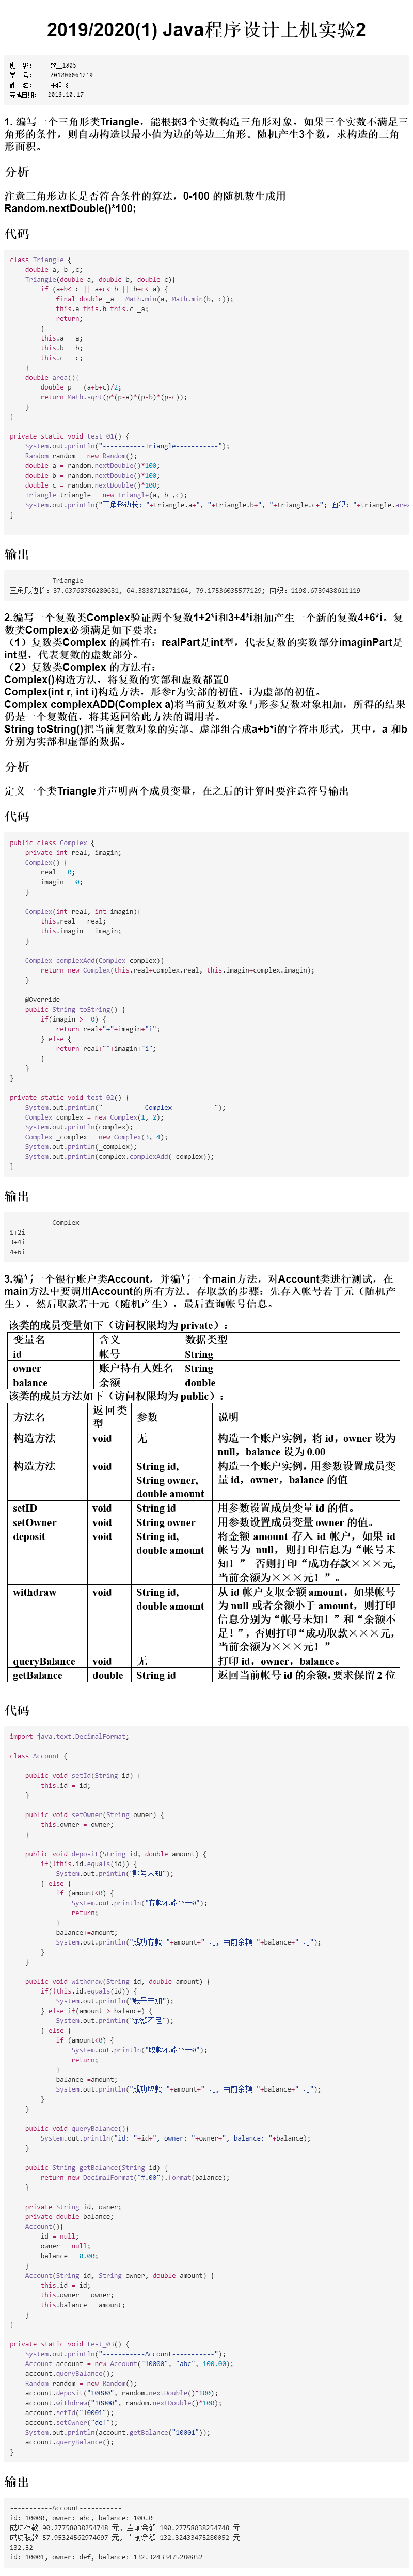 2019/2020(1) Java程序设计上机实验2
班 级： 软工1805
学 号： 201806061219
姓 名： 王程飞
完成日期： 2019.10.17
1. 编写一个三角形类Triangle，能根据3个实数构造三角形对象，如果三个实数不满足三
角形的条件，则自动构造以最小值为边的等边三角形。随机产生3个数，求构造的三角
形面积。
分析
注意三角形边长是否符合条件的算法，0-100 的随机数生成用
Random.nextDouble()*100;
代码
class Triangle {
    double a, b ,c;
    Triangle(double a, double b, double c){
        if (a+b<=c || a+c<=b || b+c<=a) {
            final double _a = Math.min(a, Math.min(b, c));
            this.a=this.b=this.c=_a;
            return;
        }
        this.a = a;
        this.b = b;
        this.c = c;
    }
    double area(){
        double p = (a+b+c)/2;
        return Math.sqrt(p*(p-a)*(p-b)*(p-c));
    }
}
private static void test_01() {
    System.out.println("-----------Triangle-----------");
    Random random = new Random();
    double a = random.nextDouble()*100;
    double b = random.nextDouble()*100;
    double c = random.nextDouble()*100;
    Triangle triangle = new Triangle(a, b ,c);
    System.out.println("三角形边长："+triangle.a+", "+triangle.b+", "+triangle.c+"; 面积："+triangle.area
}
输出
-----------Triangle-----------
三角形边长：37.63768786280631, 64.3838718271164, 79.17536035577129; 面积：1198.6739438611119
2.编写一个复数类Complex验证两个复数1+2*i和3+4*i相加产生一个新的复数4+6*i。复
数类Complex必须满足如下要求：
（1）复数类Complex 的属性有：realPart是int型，代表复数的实数部分imaginPart是
int型，代表复数的虚数部分。
（2）复数类Complex 的方法有：
Complex()构造方法，将复数的实部和虚数都置0
Complex(int r, int i)构造方法，形参r为实部的初值，i为虚部的初值。
Complex complexADD(Complex a)将当前复数对象与形参复数对象相加，所得的结果
仍是一个复数值，将其返回给此方法的调用者。
String toString()把当前复数对象的实部、虚部组合成a+b*i的字符串形式，其中，a 和b
分别为实部和虚部的数据。
分析
定义一个类Triangle并声明两个成员变量，在之后的计算时要注意符号输出
代码
public class Complex {
    private int real, imagin;
    Complex() {
        real = 0;
        imagin = 0;
    }
    Complex(int real, int imagin){
        this.real = real;
        this.imagin = imagin;
    }
    Complex complexAdd(Complex complex){
        return new Complex(this.real+complex.real, this.imagin+complex.imagin);
    }
    @Override
    public String toString() {
        if(imagin >= 0) {
            return real+"+"+imagin+"i";
        } else {
            return real+""+imagin+"i";
        }
    }
}
private static void test_02() {
    System.out.println("-----------Complex-----------");
    Complex complex = new Complex(1, 2);
    System.out.println(complex);
    Complex _complex = new Complex(3, 4);
    System.out.println(_complex);
    System.out.println(complex.complexAdd(_complex));
}
输出
-----------Complex-----------
1+2i
3+4i
4+6i
3.编写一个银行账户类Account，并编写一个main方法，对Account类进行测试，在
main方法中要调用Account的所有方法。存取款的步骤：先存入帐号若干元（随机产
生），然后取款若干元（随机产生），最后查询帐号信息。
该类的成员变量如下（访问权限均为 private）：
变量名 含义 数据类型
id 帐号 String
owner 账户持有人姓名 String
balance 余额 double
该类的成员方法如下（访问权限均为 public）：
方法名 返回类型 参数 说明
构造方法 void 无 构造一个账户实例，将 id，owner 设为
null，balance 设为 0.00
构造方法 void String id, 构造一个账户实例，用参数设置成员变
String owner, 量 id，owner，balance 的值
double amount
setID void String id 用参数设置成员变量 id 的值。
setOwner void String owner 用参数设置成员变量 owner 的值。
deposit void String id, 将金额 amount 存入 id 帐户，如果 id
double amount 帐号为 null，则打印信息为“帐号未
知！” 否则打印“成功存款×××元，
当前余额为×××元！”。
withdraw void String id, 从 id 帐户支取金额 amount，如果帐号
double amount 为 null 或者余额小于 amount，则打印
信息分别为“帐号未知！”和“余额不
足！”，否则打印“成功取款×××元，
当前余额为×××元！”
queryBalance void 无 打印 id，owner，balance。
getBalance double String id 返回当前帐号 id 的余额，要求保留 2 位
代码
import java.text.DecimalFormat;
class Account {
    public void setId(String id) {
        this.id = id;
    }
    public void setOwner(String owner) {
        this.owner = owner;
    }
    public void deposit(String id, double amount) {
        if(!this.id.equals(id)) {
            System.out.println("账号未知");
        } else {
            if (amount<0) {
                System.out.println("存款不能小于0");
                return;
            }
            balance+=amount;
            System.out.println("成功存款 "+amount+" 元, 当前余额 "+balance+" 元");
        }
    }
    public void withdraw(String id, double amount) {
        if(!this.id.equals(id)) {
            System.out.println("账号未知");
        } else if(amount > balance) {
            System.out.println("余额不足");
        } else {
            if (amount<0) {
                System.out.println("取款不能小于0");
                return;
            }
            balance-=amount;
            System.out.println("成功取款 "+amount+" 元, 当前余额 "+balance+" 元");
        }
    }
    public void queryBalance(){
        System.out.println("id: "+id+", owner: "+owner+", balance: "+balance);
    }
    public String getBalance(String id) {
        return new DecimalFormat("#.00").format(balance);
    }
    private String id, owner;
    private double balance;
    Account(){
        id = null;
        owner = null;
        balance = 0.00;
    }
    Account(String id, String owner, double amount) {
        this.id = id;
        this.owner = owner;
        this.balance = amount;
    }
}
private static void test_03() {
    System.out.println("-----------Account-----------");
    Account account = new Account("10000", "abc", 100.00);
    account.queryBalance();
    Random random = new Random();
    account.deposit("10000", random.nextDouble()*100);
    account.withdraw("10000", random.nextDouble()*100);
    account.setId("10001");
    account.setOwner("def");
    System.out.println(account.getBalance("10001"));
    account.queryBalance();
}
输出
-----------Account-----------
id: 10000, owner: abc, balance: 100.0
成功存款 90.27758038254748 元, 当前余额 190.27758038254748 元
成功取款 57.95324562974697 元, 当前余额 132.32433475280052 元
132.32
id: 10001, owner: def, balance: 132.32433475280052